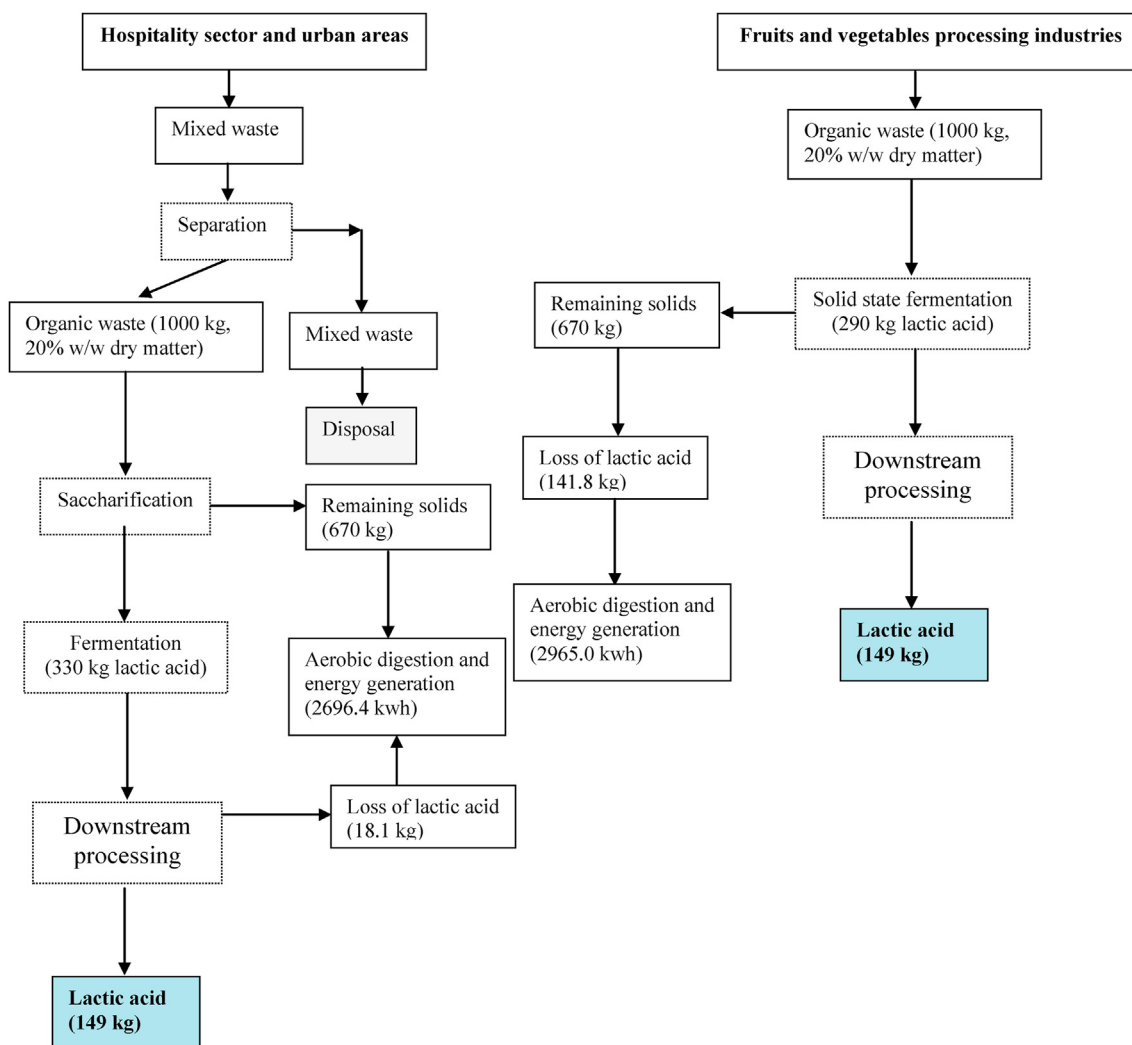 Hospitality sector and urban areas
Mixed waste
Separation
Organic waste (1000 kg,
20% w/w dry matter)
Mixed waste
Disposal
Saccharification
Remaining solids
(670 kg)
Fermentation
(330 kg lactic acid)
Aerobic digestion and
energy generation
(2696.4 kwh)
Downstream
processing
Loss of lactic acid
(18.1 kg)
Lactic acid
(149 kg)
Fruits and vegetables processing industries
Organic waste (1000 kg,
20% w/w dry matter)
Solid state fermentation
(290 kg lactic acid)
Remaining solids
(670 kg)
Loss of lactic acid
(141.8 kg)
Aerobic digestion and
energy generation
(2965.0 kwh)
Downstream
processing
Lactic acid
(149 kg)